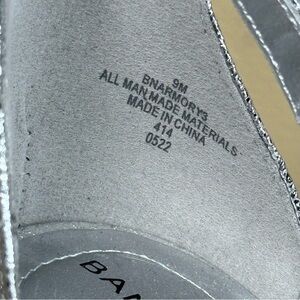 9M
BNARMORY3
ALL MAN.MADE MATERIALS
MADE IN CHINA
414
0522